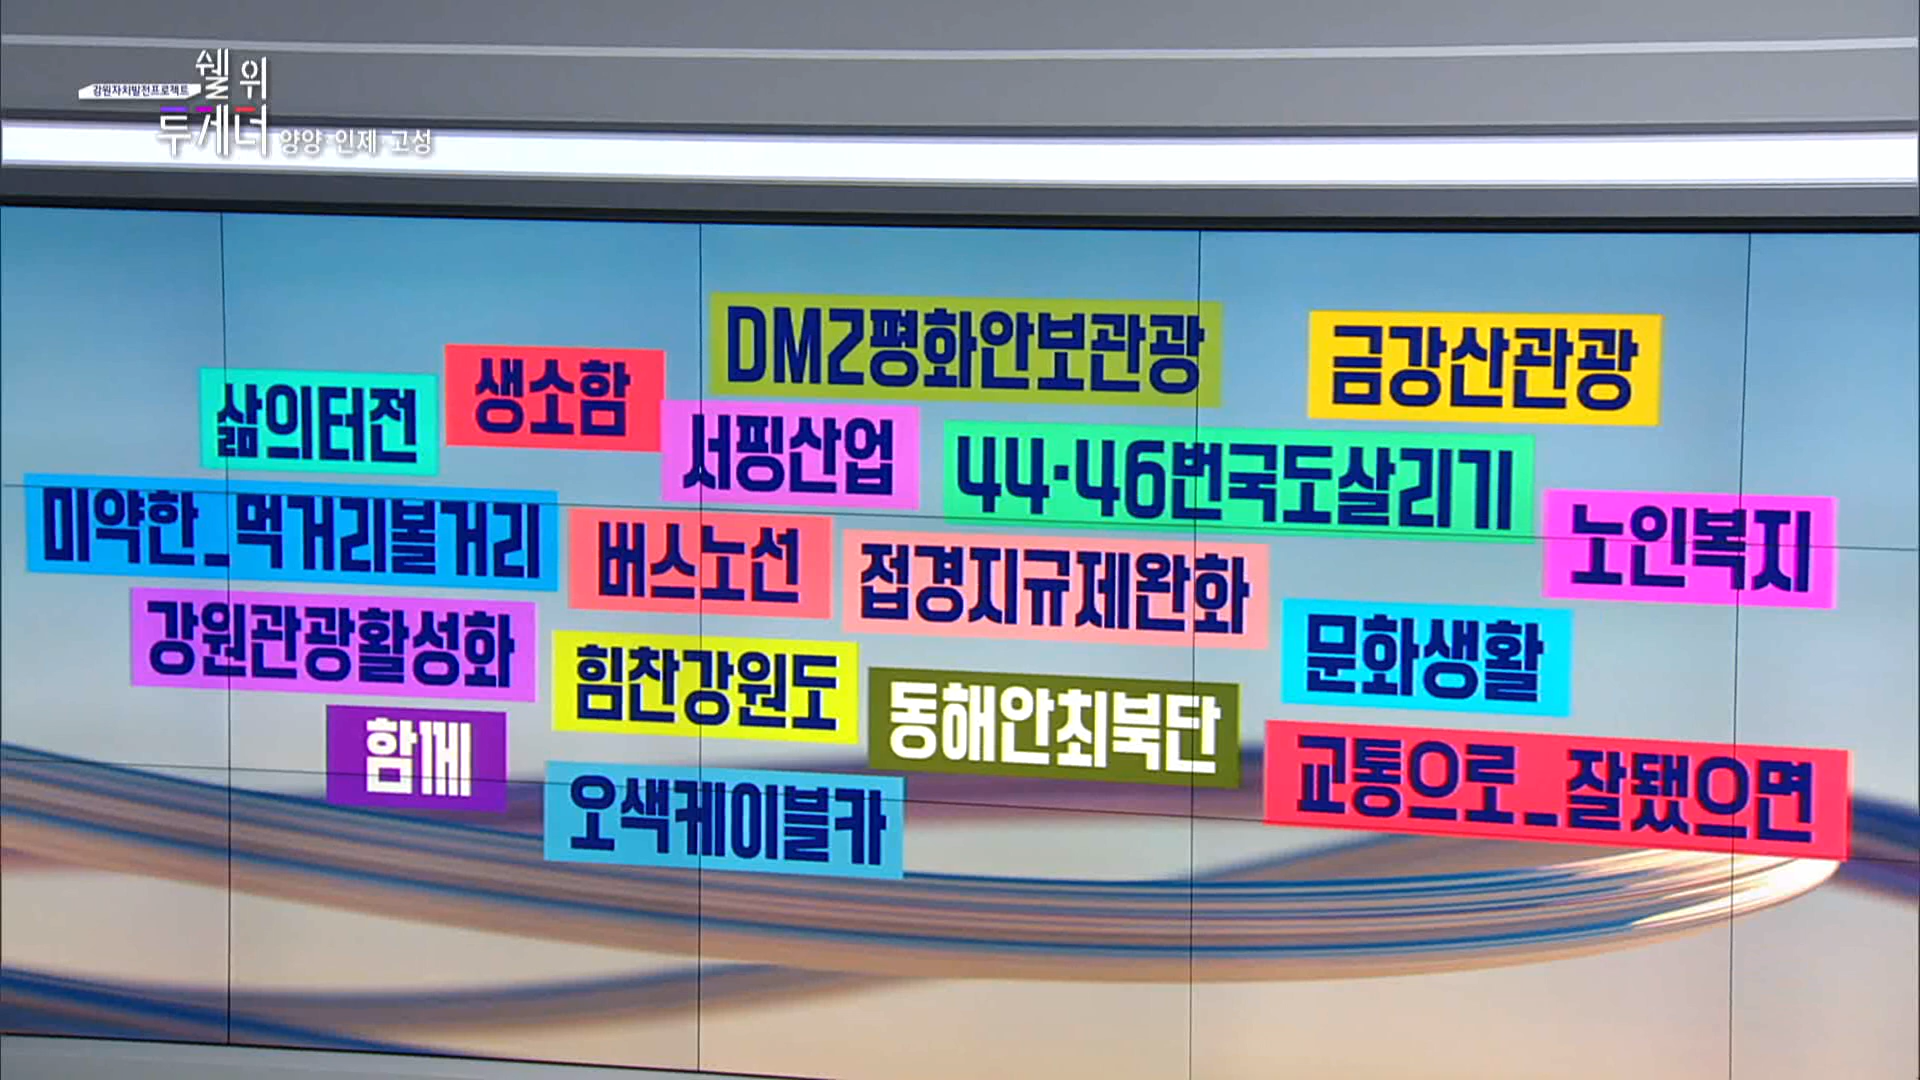 쉘 위
강원자치발전프로젝트
두게더 양양·인제·고성
DMZ평화안보관광
금강산관광
생소함
삶의터전
서핑산업
44·46번국도살리기
미약한_먹거리볼거리
노인복지
버스노선
접경지규제완화
강원관광활성화
문화생활
힘찬강원도
동해안최북단
함께
교통으로_잘됐으면
오색케이블카